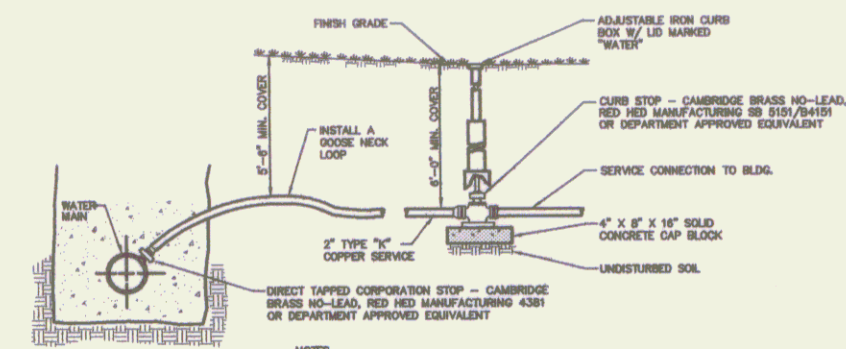 FINISH GRADE
ADJUSTABLE IRON CURB
BOX W/ LID MARKED
"WATER"
5'-6" MIN. COVER
6'-0" MIN. COVER
CURB STOP – CAMBRIDGE BRASS NO-LEAD,
RED HED MANUFACTURING SB 5151/B4151
OR DEPARTMENT APPROVED EQUIVALENT
INSTALL A
GOOSE NECK
LOOP
SERVICE CONNECTION TO BLDG.
WATER
MAIN
2" TYPE "K"
COPPER SERVICE
4" X 8" X 16" SOLID
CONCRETE CAP BLOCK
UNDISTURBED SOIL
DIRECT TAPPED CORPORATION STOP – CAMBRIDGE
BRASS NO-LEAD, RED HED MANUFACTURING 4381
OR DEPARTMENT APPROVED EQUIVALENT